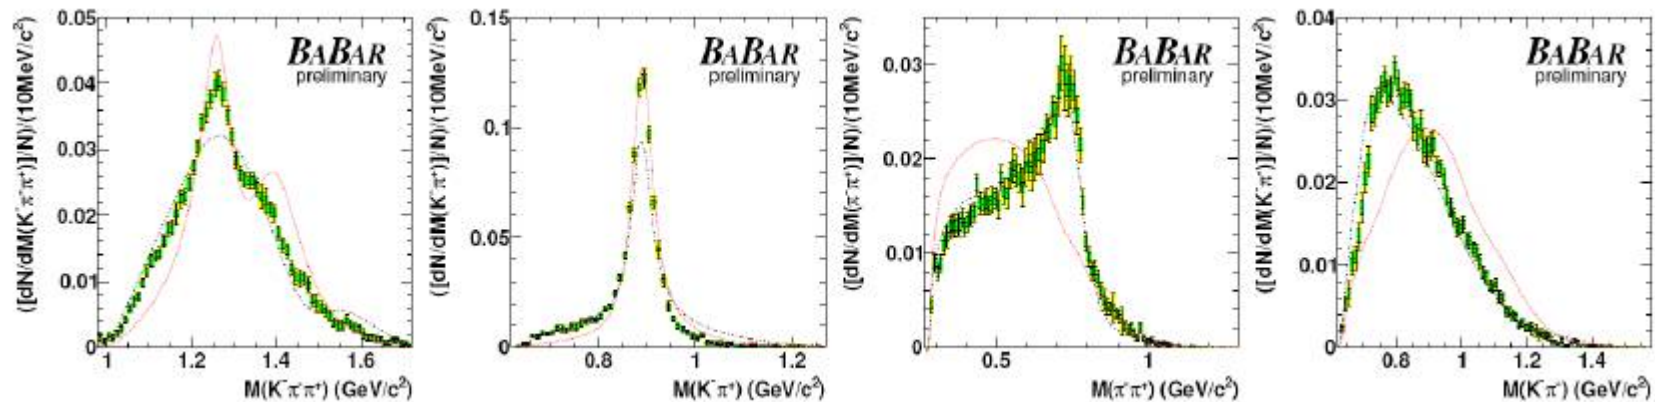 ([dN/dM(K⁻π⁻π⁺)]/N)/(10MeV/c²)
0.05
0.04
0.03
0.02
0.01
0
BABAR
preliminary
1 1.2 1.4 1.6
M(K⁻π⁻π⁺) (GeV/c²)
([dN/dM(K⁻π⁺)]/N)/(10MeV/c²)
0.15
0.1
0.05
0
BABAR
preliminary
0.8 1 1.2
M(K⁻π⁺) (GeV/c²)
([dN/dM(π⁻π⁺)]/N)/(10MeV/c²)
0.03
0.02
0.01
0
BABAR
preliminary
0.5 1
M(π⁻π⁺) (GeV/c²)
([dN/dM(K⁻π⁻)]/N)/(10MeV/c²)
0.04
0.03
0.02
0.01
0
BABAR
preliminary
0.8 1 1.2 1.4
M(K⁻π⁻) (GeV/c²)